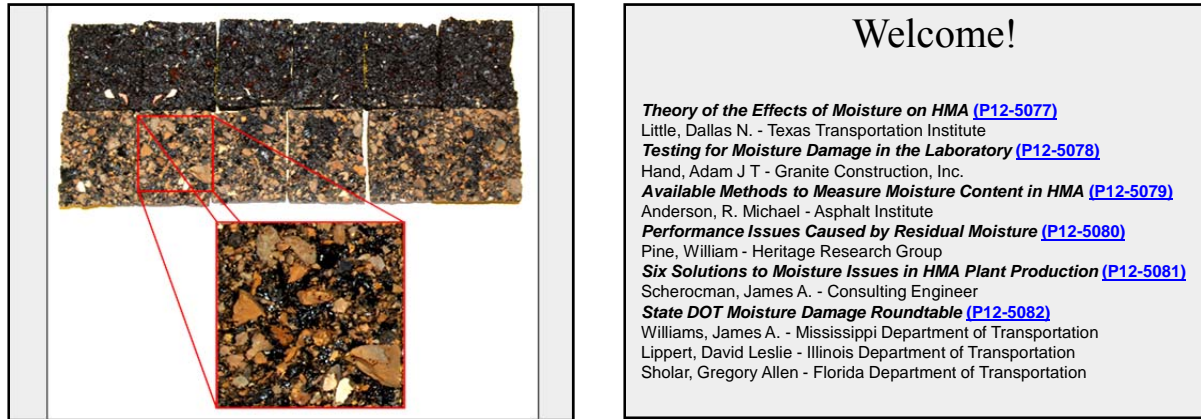 Welcome!
Theory of the Effects of Moisture on HMA (P12-5077)
Little, Dallas N. - Texas Transportation Institute
Testing for Moisture Damage in the Laboratory (P12-5078)
Hand, Adam J T - Granite Construction, Inc.
Available Methods to Measure Moisture Content in HMA (P12-5079)
Anderson, R. Michael - Asphalt Institute
Performance Issues Caused by Residual Moisture (P12-5080)
Pine, William - Heritage Research Group
Six Solutions to Moisture Issues in HMA Plant Production (P12-5081)
Scherocman, James A. - Consulting Engineer
State DOT Moisture Damage Roundtable (P12-5082)
Williams, James A. - Mississippi Department of Transportation
Lippert, David Leslie - Illinois Department of Transportation
Sholar, Gregory Allen - Florida Department of Transportation